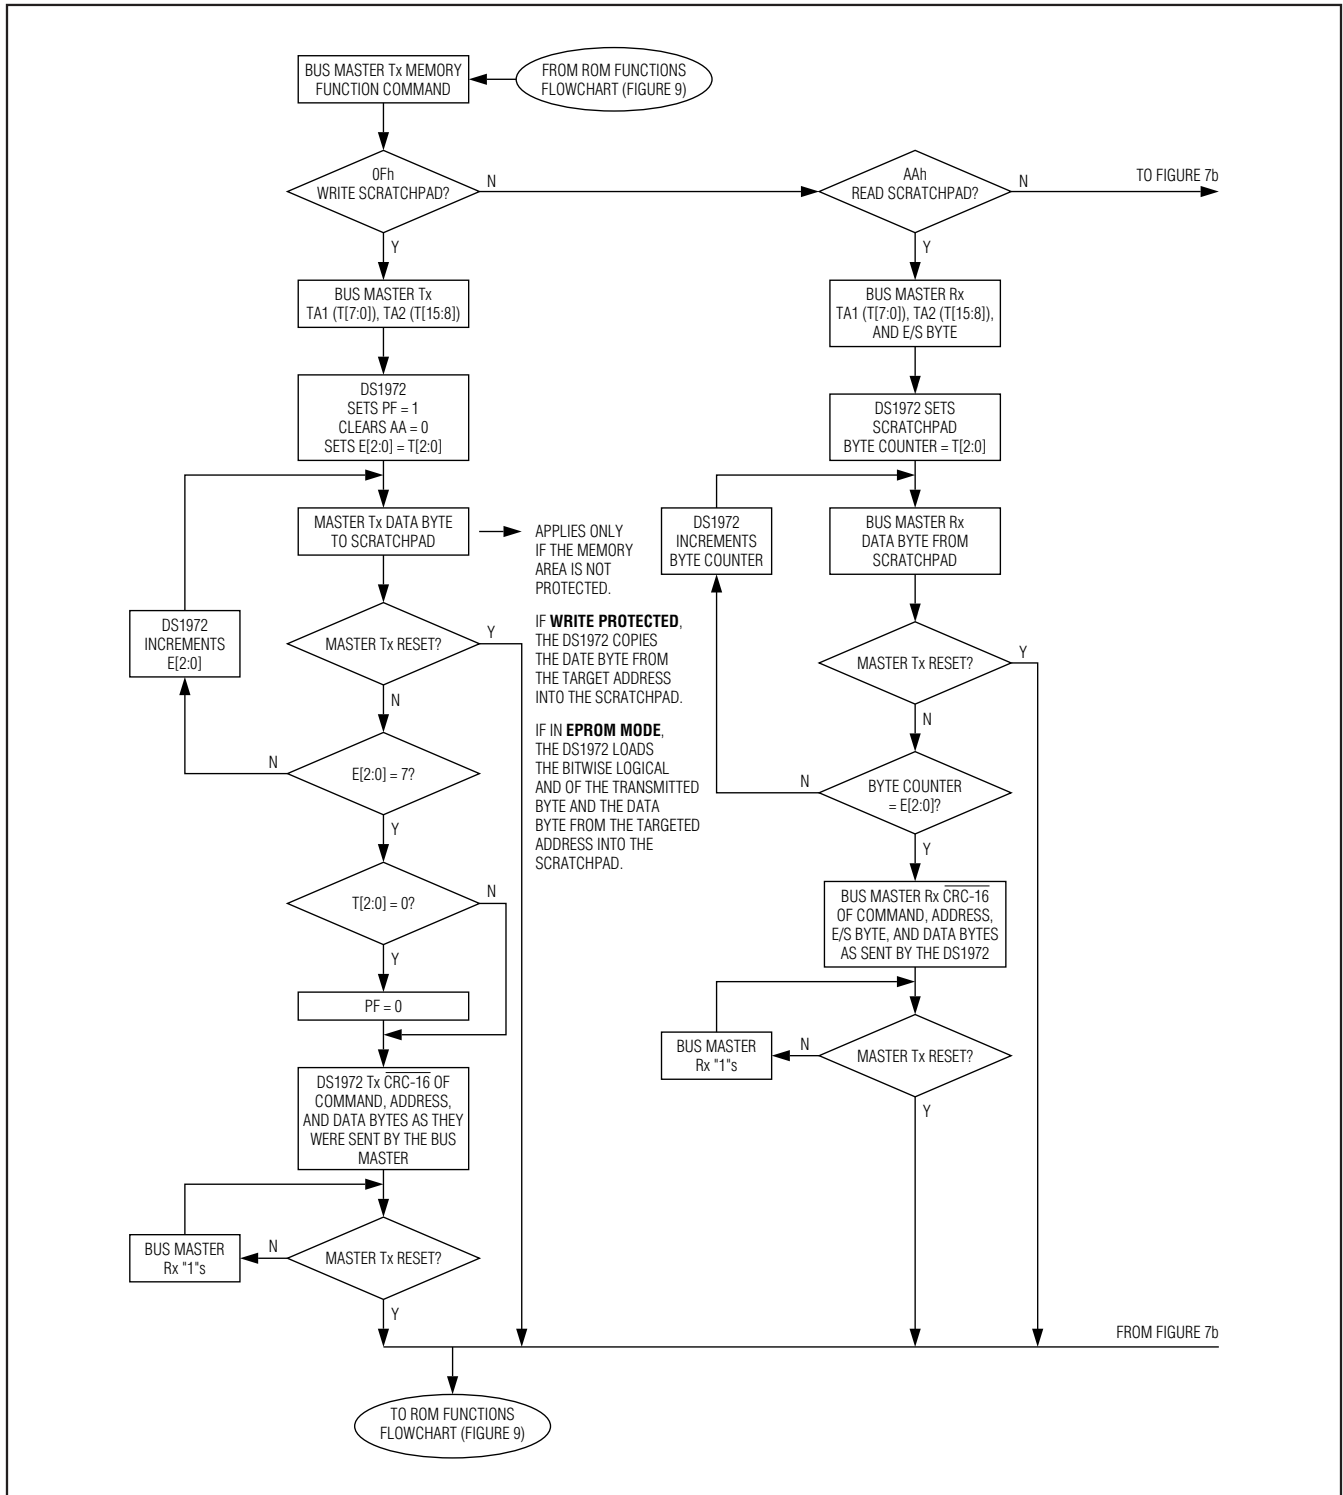 BUS MASTER Tx MEMORY
FUNCTION COMMAND
FROM ROM FUNCTIONS
FLOWCHART (FIGURE 9)
0Fh
WRITE SCRATCHPAD?
N
Y
AAh
READ SCRATCHPAD?
N
Y
TO FIGURE 7b
BUS MASTER Tx
TA1 (T[7:0]), TA2 (T[15:8])
DS1972
SETS PF = 1
CLEARS AA = 0
SETS E[2:0] = T[2:0]
MASTER Tx DATA BYTE
TO SCRATCHPAD
APPLIES ONLY
IF THE MEMORY
AREA IS NOT
PROTECTED.
IF WRITE PROTECTED,
THE DS1972 COPIES
THE DATE BYTE FROM
THE TARGET ADDRESS
INTO THE SCRATCHPAD.
IF IN EPROM MODE,
THE DS1972 LOADS
THE BITWISE LOGICAL
AND OF THE TRANSMITTED
BYTE AND THE DATA
BYTE FROM THE TARGETED
ADDRESS INTO THE
SCRATCHPAD.
DS1972
INCREMENTS
E[2:0]
MASTER Tx RESET?
Y
N
E[2:0] = 7?
N
Y
T[2:0] = 0?
N
Y
PF = 0
DS1972 Tx CRC-16 OF
COMMAND, ADDRESS,
AND DATA BYTES AS THEY
WERE SENT BY THE BUS
MASTER
BUS MASTER
Rx "1"s
N
MASTER Tx RESET?
Y
BUS MASTER Rx
TA1 (T[7:0]), TA2 (T[15:8]),
AND E/S BYTE
DS1972 SETS
SCRATCHPAD
BYTE COUNTER = T[2:0]
DS1972
INCREMENTS
BYTE COUNTER
BUS MASTER Rx
DATA BYTE FROM
SCRATCHPAD
MASTER Tx RESET?
Y
N
BYTE COUNTER
= E[2:0]?
N
Y
BUS MASTER Rx CRC-16
OF COMMAND, ADDRESS,
E/S BYTE, AND DATA BYTES
AS SENT BY THE DS1972
BUS MASTER
Rx "1"s
N
MASTER Tx RESET?
Y
FROM FIGURE 7b
TO ROM FUNCTIONS
FLOWCHART (FIGURE 9)